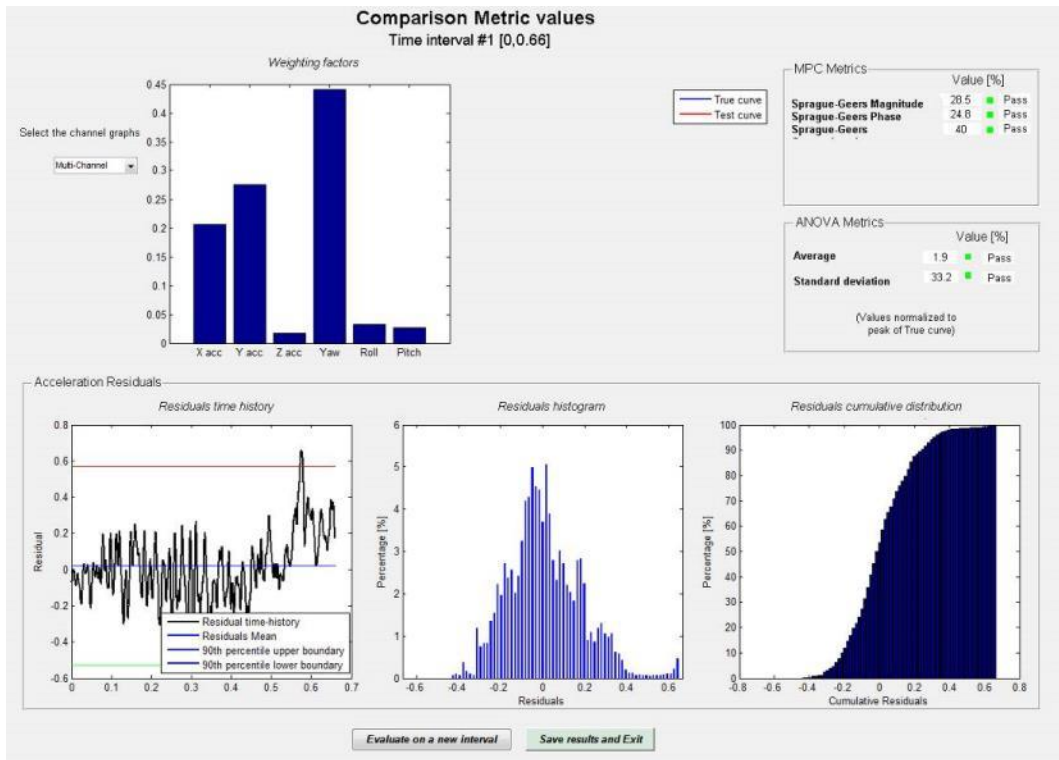 Comparison Metric values
Time interval #1 [0,0.66]
Weighting factors
Select the channel graphs
Multi-Channel
0.45
0.4
0.35
0.3
0.25
0.2
0.15
0.1
0.05
0
X acc Y acc Z acc Yaw Roll Pitch
True curve
Test curve
MPC Metrics
Value [%]
Sprague-Geers Magnitude 28.5 Pass
Sprague-Geers Phase 24.8 Pass
Sprague-Geers 40 Pass
ANOVA Metrics
Value [%]
Average 1.9 Pass
Standard deviation 33.2 Pass
(Values normalized to
peak of True curve)
Acceleration Residuals
Residuals time history
0.8
0.6
0.4
0.2
0
-0.2
-0.4
-0.6
Residual
0 0.1 0.2 0.3 0.4 0.5 0.6 0.7
Residual time-history
Residuals Mean
90th percentile upper boundary
90th percentile lower boundary
Residuals histogram
6
5
4
3
2
1
0
Percentage [%]
-0.6 -0.4 -0.2 0 0.2 0.4 0.6
Residuals
Residuals cumulative distribution
100
90
80
70
60
50
40
30
20
10
0
Percentage [%]
-0.8 -0.6 -0.4 -0.2 0 0.2 0.4 0.6 0.8
Cumulative Residuals
Evaluate on a new interval
Save results and Exit